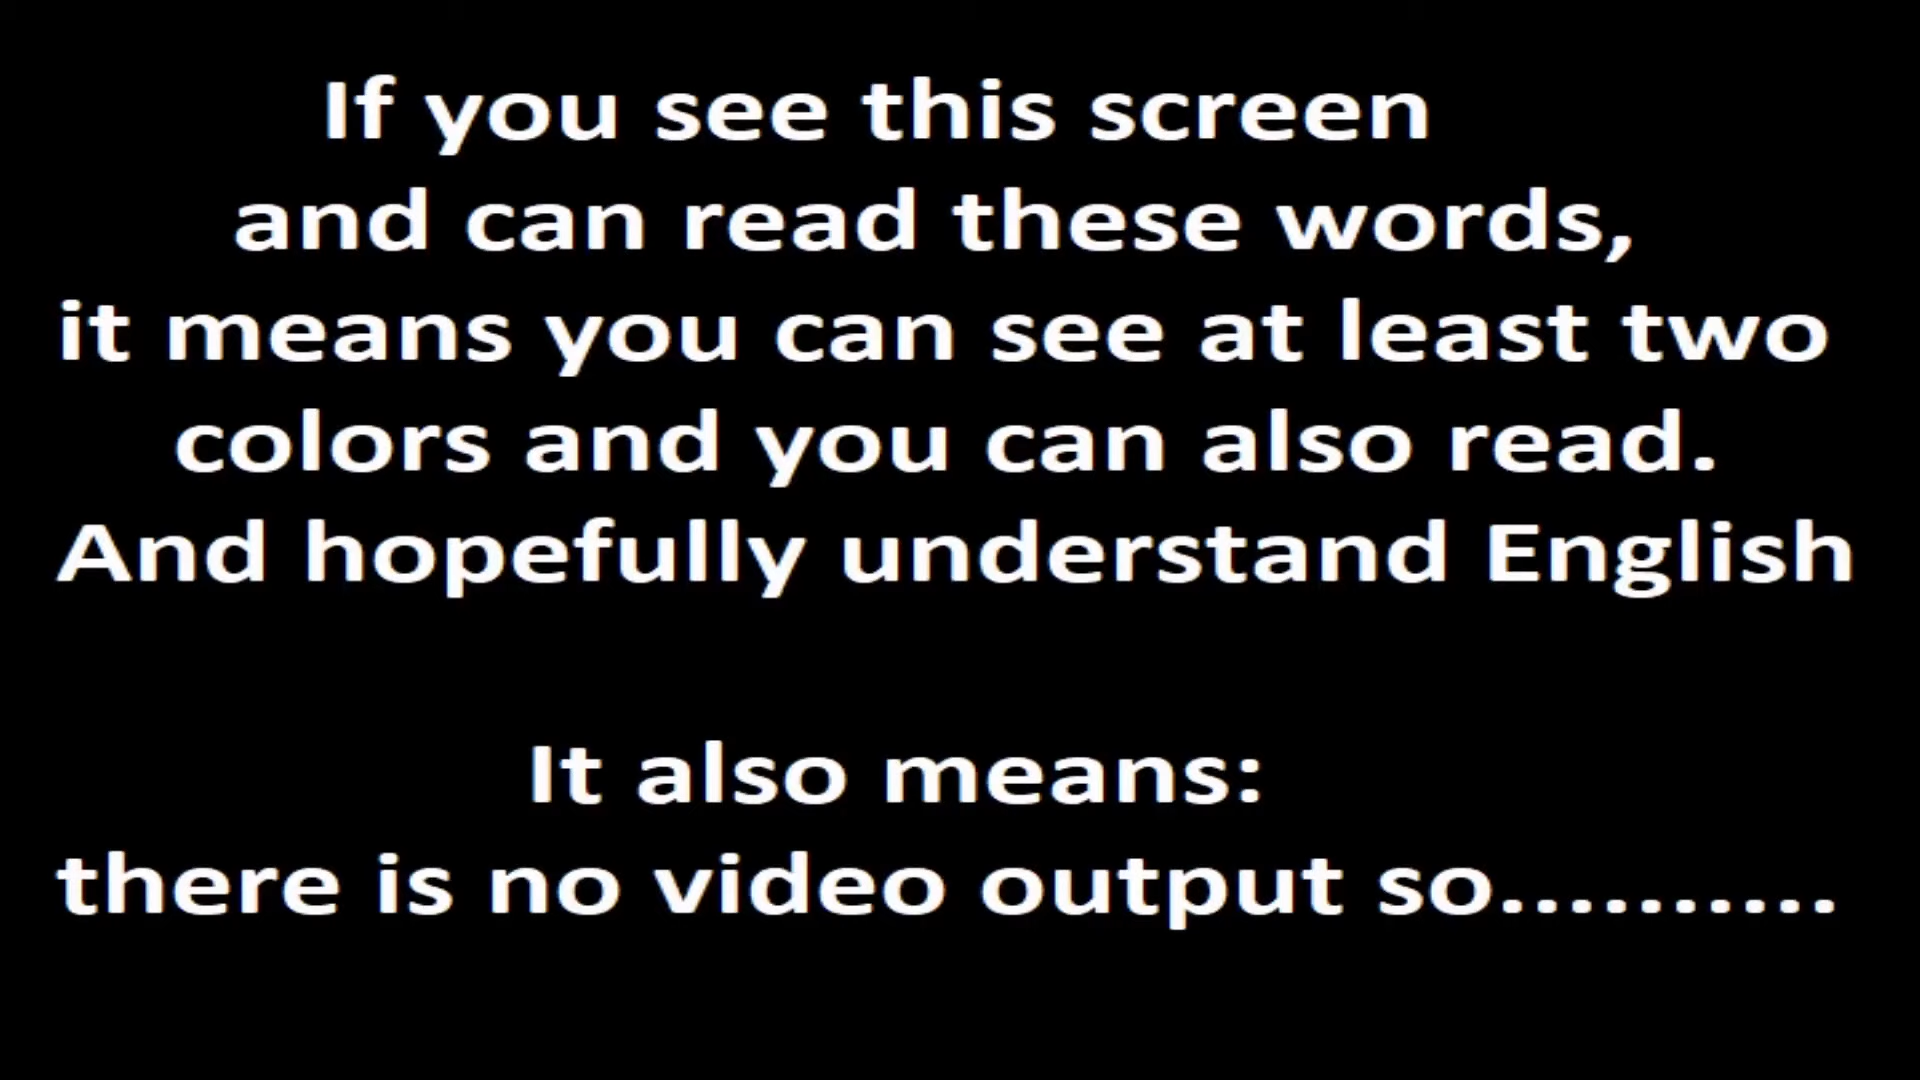 If you see this screen
and can read these words,
it means you can see at least two
colors and you can also read.
And hopefully understand English
It also means:
there is no video output so..........